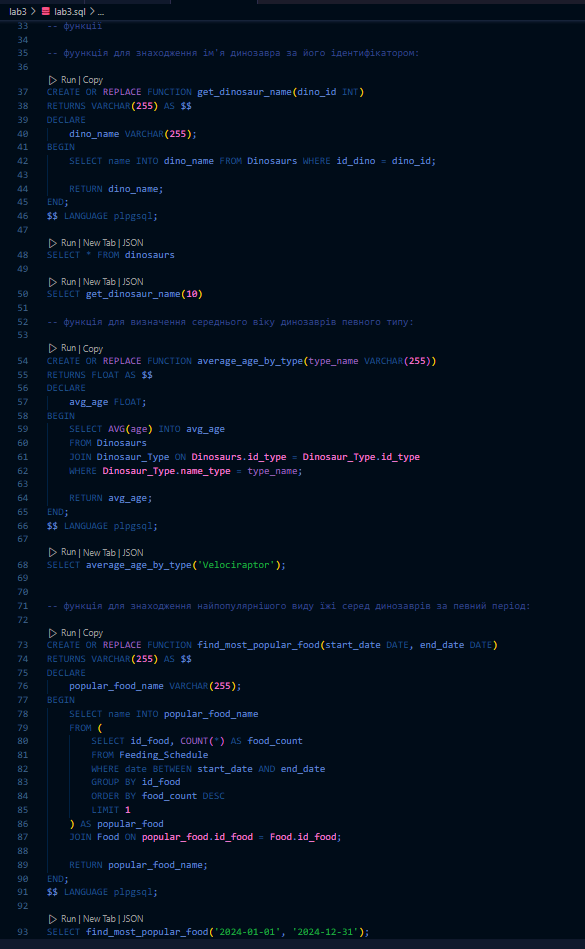 lab3 > lab3.sql > ...
33 -- функції
34
35 -- фуункція для знаходження ім'я динозавра за його ідентифікатором:
36
Run | Copy
37 CREATE OR REPLACE FUNCTION get_dinosaur_name(dino_id INT)
38 RETURNS VARCHAR(255) AS $$
39 DECLARE
40     dino_name VARCHAR(255);
41 BEGIN
42     SELECT name INTO dino_name FROM Dinosaurs WHERE id_dino = dino_id;
43
44     RETURN dino_name;
45 END;
46 $$ LANGUAGE plpgsql;
47
Run | New Tab | JSON
48 SELECT * FROM dinosaurs
49
Run | New Tab | JSON
50 SELECT get_dinosaur_name(10)
51
52 -- функція для визначення середнього віку динозаврів певного типу:
53
Run | Copy
54 CREATE OR REPLACE FUNCTION average_age_by_type(type_name VARCHAR(255))
55 RETURNS FLOAT AS $$
56 DECLARE
57     avg_age FLOAT;
58 BEGIN
59     SELECT AVG(age) INTO avg_age
60     FROM Dinosaurs
61     JOIN Dinosaur_Type ON Dinosaurs.id_type = Dinosaur_Type.id_type
62     WHERE Dinosaur_Type.name_type = type_name;
63
64     RETURN avg_age;
65 END;
66 $$ LANGUAGE plpgsql;
67
Run | New Tab | JSON
68 SELECT average_age_by_type('Velociraptor');
69
70
71 -- функція для знаходження найпопулярнішого виду їжі серед динозаврів за певний період:
72
Run | Copy
73 CREATE OR REPLACE FUNCTION find_most_popular_food(start_date DATE, end_date DATE)
74 RETURNS VARCHAR(255) AS $$
75 DECLARE
76     popular_food_name VARCHAR(255);
77 BEGIN
78     SELECT name INTO popular_food_name
79     FROM (
80         SELECT id_food, COUNT(*) AS food_count
81         FROM Feeding_Schedule
82         WHERE date BETWEEN start_date AND end_date
83         GROUP BY id_food
84         ORDER BY food_count DESC
85         LIMIT 1
86     ) AS popular_food
87     JOIN Food ON popular_food.id_food = Food.id_food;
88
89     RETURN popular_food_name;
90 END;
91 $$ LANGUAGE plpgsql;
92
Run | New Tab | JSON
93 SELECT find_most_popular_food('2024-01-01', '2024-12-31');